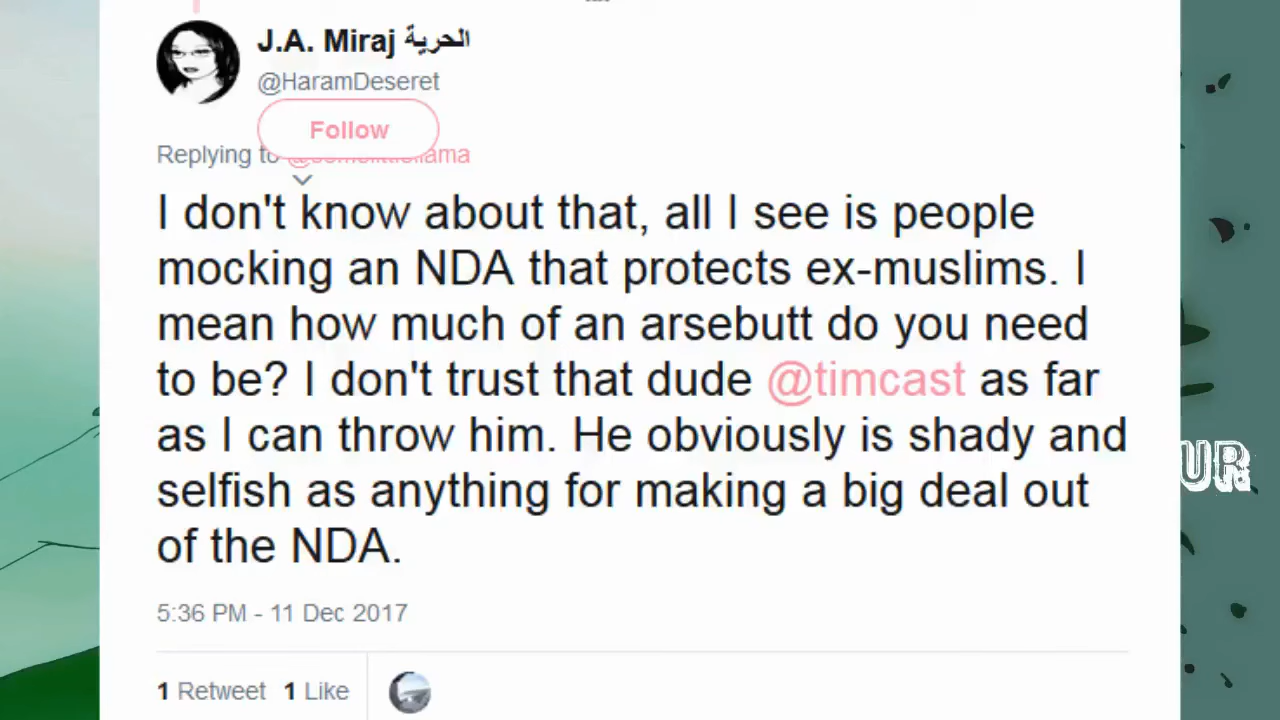 J.A. Miraj الحرية
@HaramDeseret
Follow
Replying to
I don't know about that, all I see is people
mocking an NDA that protects ex-muslims. I
mean how much of an arsebutt do you need
to be? I don't trust that dude @timcast as far
as I can throw him. He obviously is shady and
selfish as anything for making a big deal out
of the NDA.
UR
5:36 PM - 11 Dec 2017
1 Retweet 1 Like